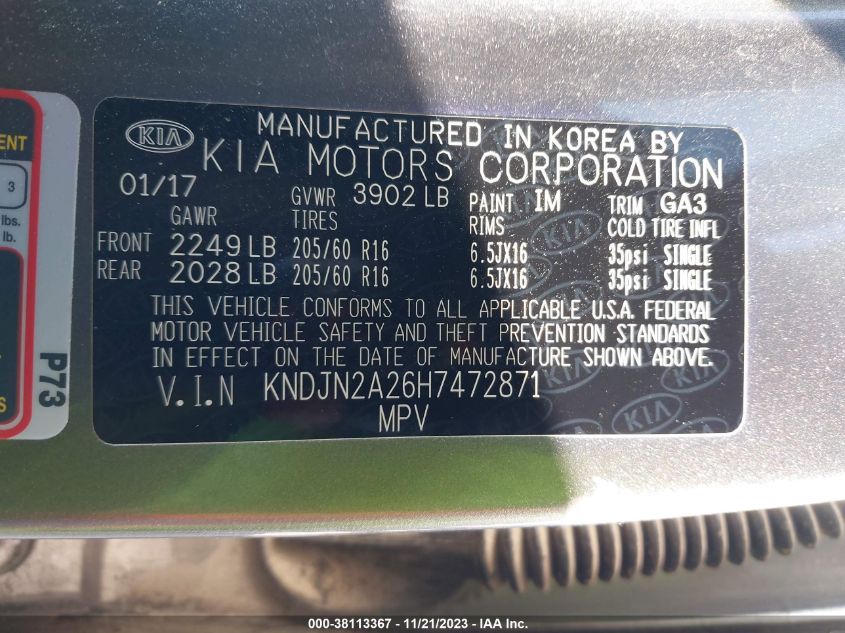 ENT
3
lbs.
lb.
S
P73
KIA
MANUFACTURED IN KOREA BY
KIA MOTORS CORPORATION
01/17 GVWR 3902 LB PAINT IM TRIM GA3
GAWR TIRES RIMS COLD TIRE INFL
FRONT 2249 LB 205/60 R16 6.5JX16 35psi SINGLE
REAR 2028 LB 205/60 R16 6.5JX16 35psi SINGLE
THIS VEHICLE CONFORMS TO ALL APPLICABLE U.S.A. FEDERAL
MOTOR VEHICLE SAFETY AND THEFT PREVENTION STANDARDS
IN EFFECT ON THE DATE OF MANUFACTURE SHOWN ABOVE.
V.I.N KNDJN2A26H7472871
MPV
000-38113367 - 11/21/2023 - IAA Inc.